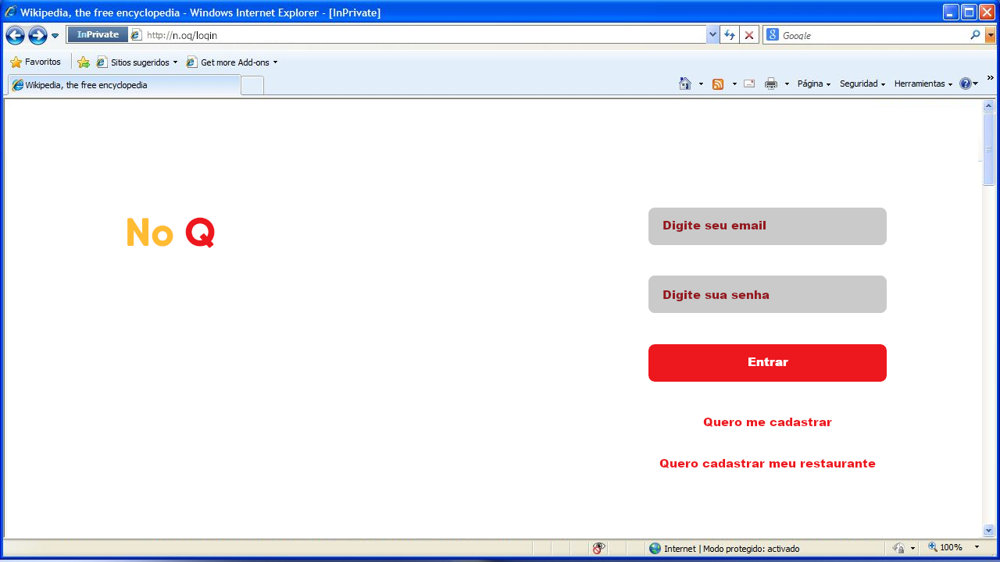 Wikipedia, the free encyclopedia - Windows Internet Explorer - [InPrivate]
InPrivate http://n.oq/login Google
Favoritos Sitios sugeridos Get more Add-ons
Wikipedia, the free encyclopedia Página Seguridad Herramientas
No Q
Digite seu email
Digite sua senha
Entrar
Quero me cadastrar
Quero cadastrar meu restaurante
Internet | Modo protegido: activado 100%